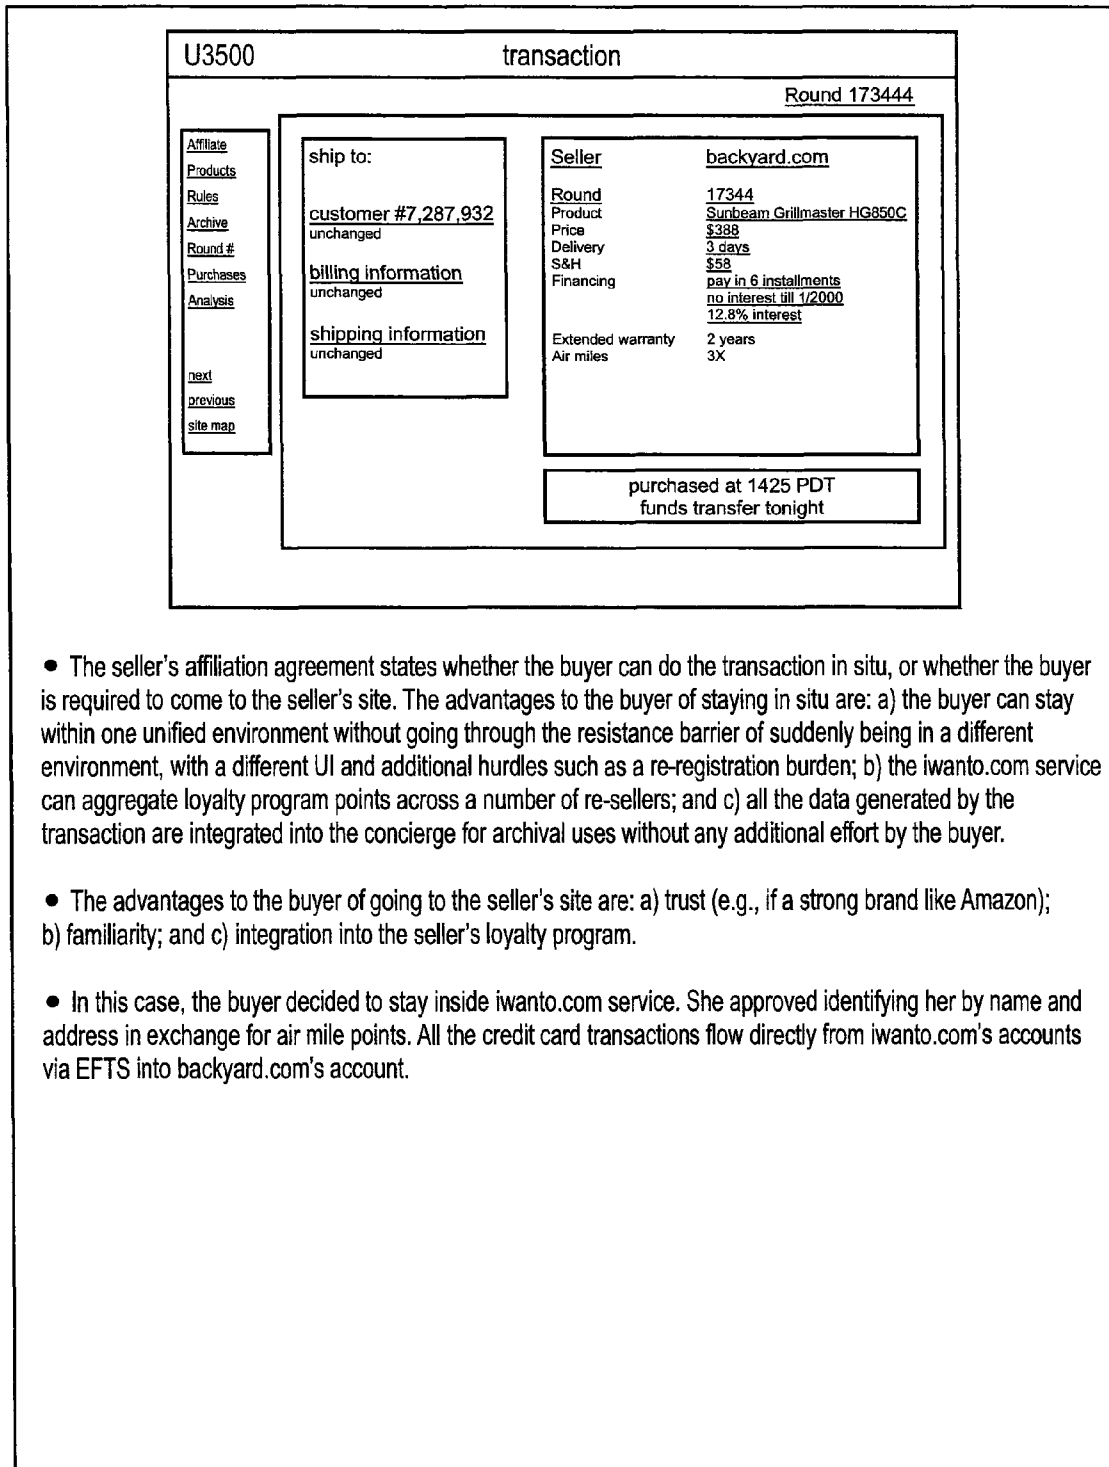 U3500 transaction
Round 173444
Affiliate
Products
Rules
Archive
Round #
Purchases
Analysis
next
previous
site map
ship to:
customer #7,287,932
unchanged
billing information
unchanged
shipping information
unchanged
Seller backyard.com
Round 17344
Product Sunbeam Grillmaster HG850C
Price $388
Delivery 3 days
S&H $58
Financing pay in 6 installments
no interest till 1/2000
12.8% interest
Extended warranty 2 years
Air miles 3X
purchased at 1425 PDT
funds transfer tonight
• The seller's affiliation agreement states whether the buyer can do the transaction in situ, or whether the buyer
is required to come to the seller's site. The advantages to the buyer of staying in situ are: a) the buyer can stay
within one unified environment without going through the resistance barrier of suddenly being in a different
environment, with a different UI and additional hurdles such as a re-registration burden; b) the iwanto.com service
can aggregate loyalty program points across a number of re-sellers; and c) all the data generated by the
transaction are integrated into the concierge for archival uses without any additional effort by the buyer.
• The advantages to the buyer of going to the seller's site are: a) trust (e.g., if a strong brand like Amazon);
b) familiarity; and c) integration into the seller's loyalty program.
• In this case, the buyer decided to stay inside iwanto.com service. She approved identifying her by name and
address in exchange for air mile points. All the credit card transactions flow directly from iwanto.com's accounts
via EFTS into backyard.com's account.